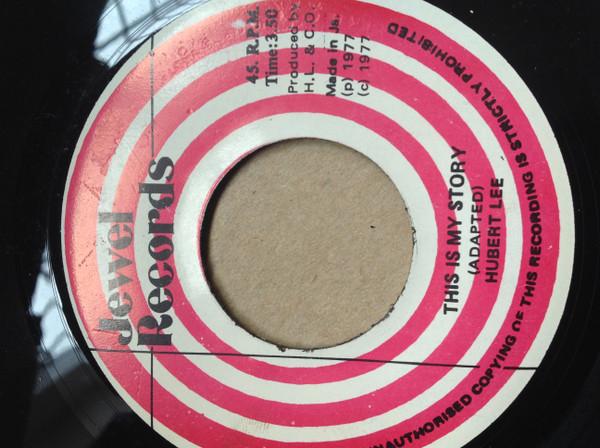 Jewel
Records
45. R.P.M.
Time:3.50
Produced by
H.L. & C.O.
Made in Ja.
(p) 1977
(c) 1977
THIS IS MY STORY
(ADAPTED)
HUBERT LEE
UNAUTHORISED COPYING OF THIS RECORDING IS STRICTLY PROHIBITED